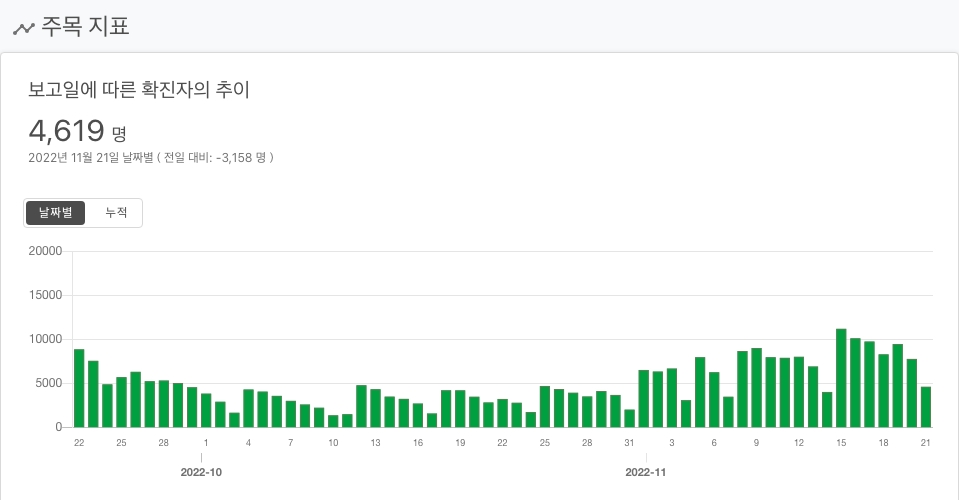 주목 지표
보고일에 따른 확진자의 추이
4,619 명
2022년 11월 21일 날짜별 ( 전일 대비: -3,158 명 )
날짜별 누적
20000
15000
10000
5000
0
22 25 28 1 4 7 10 13 16 19 22 25 28 31 3 6 9 12 15 18 21
2022-10 2022-11